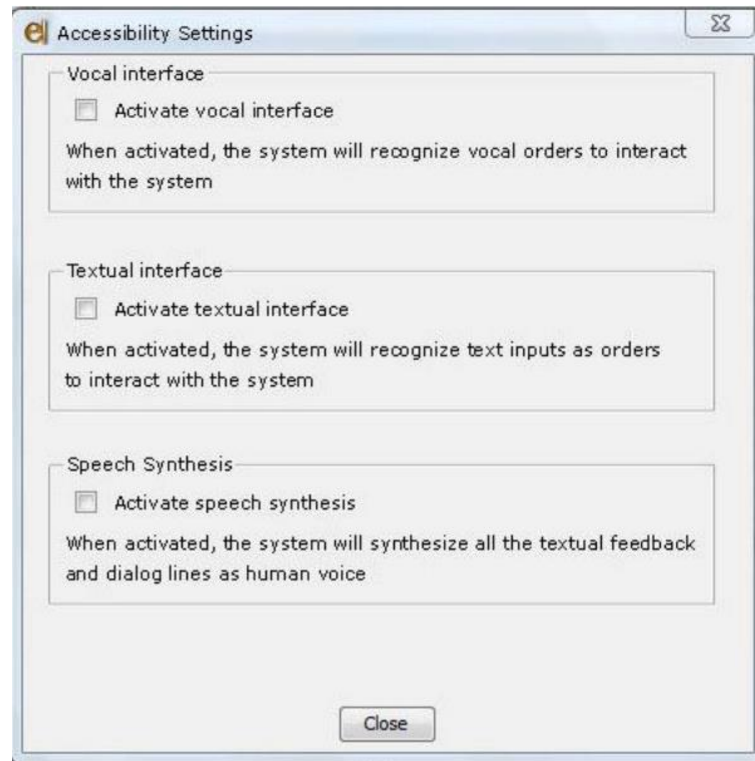 Accessibility Settings
Vocal interface
Activate vocal interface
When activated, the system will recognize vocal orders to interact
with the system
Textual interface
Activate textual interface
When activated, the system will recognize text inputs as orders
to interact with the system
Speech Synthesis
Activate speech synthesis
When activated, the system will synthesize all the textual feedback
and dialog lines as human voice
Close